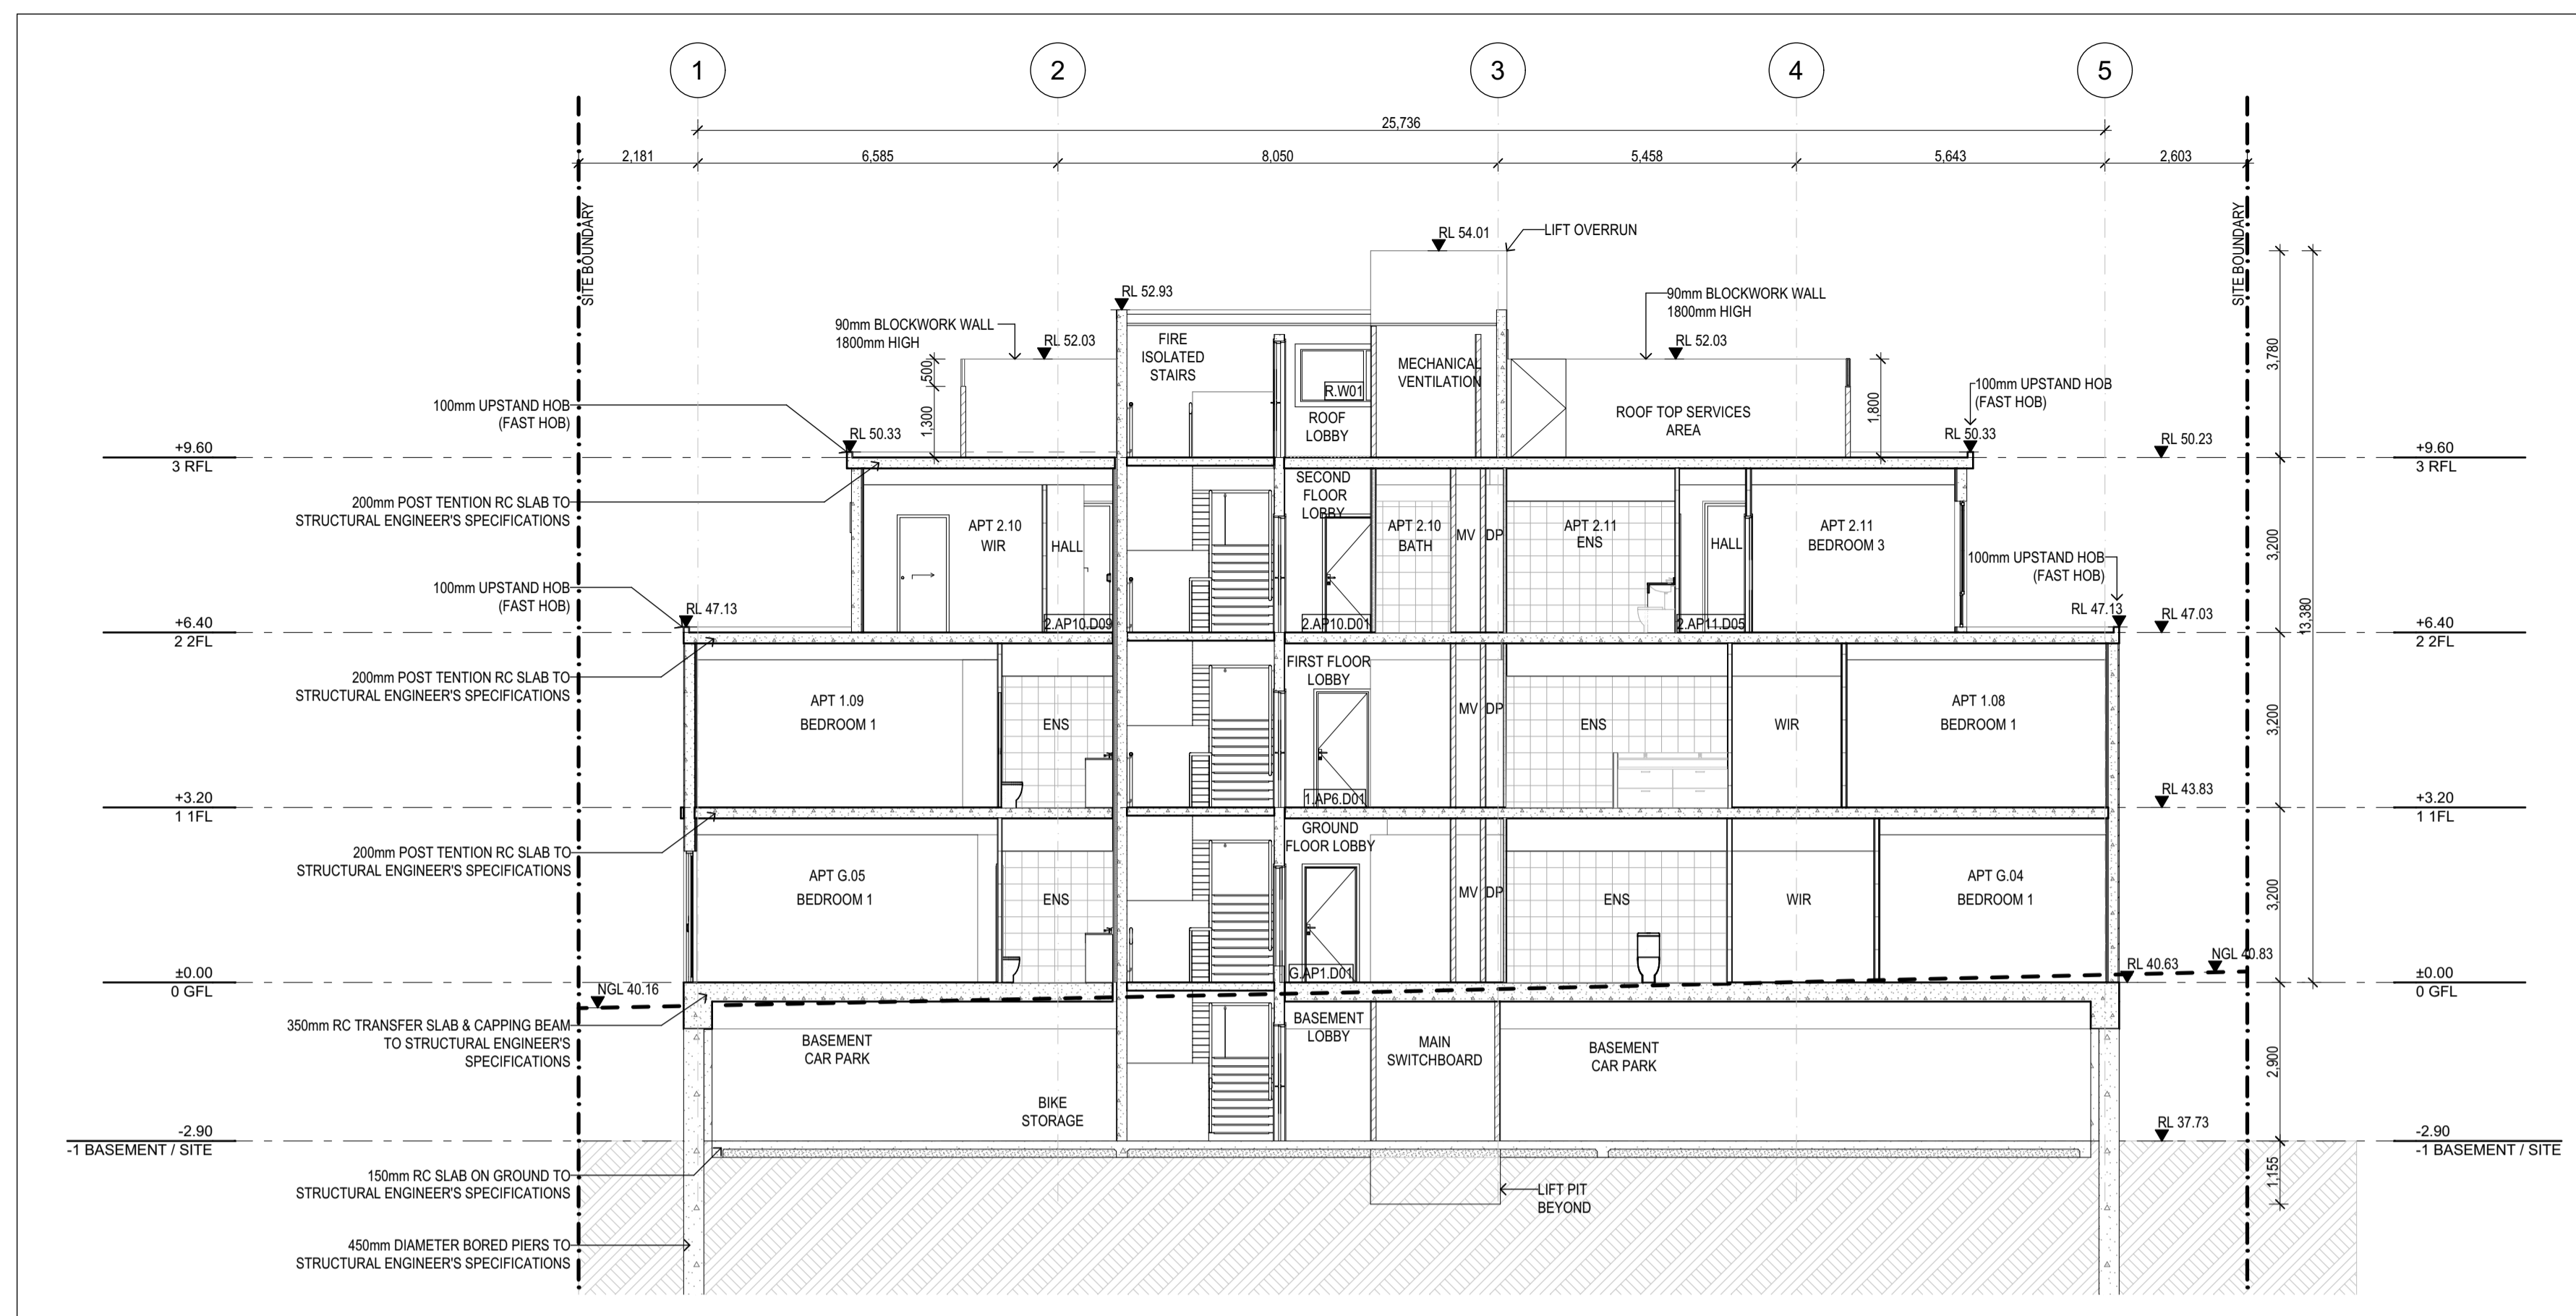 1
2
3
4
5
25,736
2,181
6,585
8,050
5,458
5,643
2,603
SITE BOUNDARY
SITE BOUNDARY
RL 54.01
LIFT OVERRUN
RL 52.93
90mm BLOCKWORK WALL
1800mm HIGH
RL 52.03
90mm BLOCKWORK WALL
1800mm HIGH
RL 52.03
FIRE
ISOLATED
STAIRS
MECHANICAL
VENTILATION
R.W01
ROOF
LOBBY
ROOF TOP SERVICES
AREA
500
1,300
1,800
3,780
13,380
100mm UPSTAND HOB
(FAST HOB)
100mm UPSTAND HOB
(FAST HOB)
RL 50.33
RL 50.33
RL 50.23
+9.60
3 RFL
+9.60
3 RFL
200mm POST TENTION RC SLAB TO
STRUCTURAL ENGINEER'S SPECIFICATIONS
APT 2.10
WIR
HALL
SECOND
FLOOR
LOBBY
APT 2.10
BATH
MV
DP
APT 2.11
ENS
HALL
APT 2.11
BEDROOM 3
3,200
100mm UPSTAND HOB
(FAST HOB)
100mm UPSTAND HOB
(FAST HOB)
RL 47.13
2.AP10.D09
2.AP10.D01
2.AP11.D05
RL 47.13
RL 47.03
+6.40
2 2FL
+6.40
2 2FL
200mm POST TENTION RC SLAB TO
STRUCTURAL ENGINEER'S SPECIFICATIONS
APT 1.09
BEDROOM 1
ENS
FIRST FLOOR
LOBBY
MV
DP
ENS
WIR
APT 1.08
BEDROOM 1
3,200
1.AP6.D01
RL 43.83
+3.20
1 1FL
+3.20
1 1FL
200mm POST TENTION RC SLAB TO
STRUCTURAL ENGINEER'S SPECIFICATIONS
APT G.05
BEDROOM 1
ENS
GROUND
FLOOR LOBBY
MV
DP
ENS
WIR
APT G.04
BEDROOM 1
3,200
G.AP1.D01
NGL 40.16
RL 40.63
NGL 40.83
±0.00
0 GFL
±0.00
0 GFL
350mm RC TRANSFER SLAB & CAPPING BEAM
TO STRUCTURAL ENGINEER'S
SPECIFICATIONS
BASEMENT
CAR PARK
BASEMENT
LOBBY
MAIN
SWITCHBOARD
BASEMENT
CAR PARK
2,900
BIKE
STORAGE
RL 37.73
-2.90
-1 BASEMENT / SITE
-2.90
-1 BASEMENT / SITE
150mm RC SLAB ON GROUND TO
STRUCTURAL ENGINEER'S SPECIFICATIONS
LIFT PIT
BEYOND
1,155
450mm DIAMETER BORED PIERS TO
STRUCTURAL ENGINEER'S SPECIFICATIONS